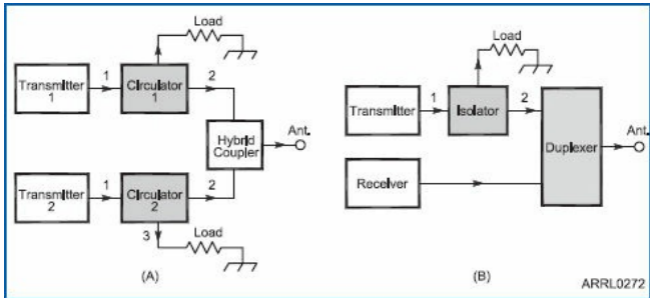 Load
Transmitter
1
1
Circulator
1
2
Hybrid
Coupler
Ant.
Transmitter
2
1
Circulator
2
2
3
Load
(A)
Load
Transmitter
1
Isolator
2
Duplexer
Ant.
Receiver
(B)
ARRL0272